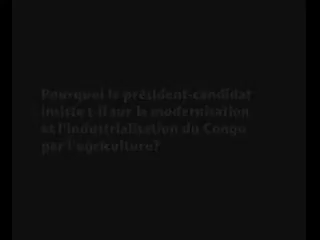 Pourquoi le président-candidat
insiste t-il sur la modernisation
et l'industrialisation du Congo
par l'agriculture?